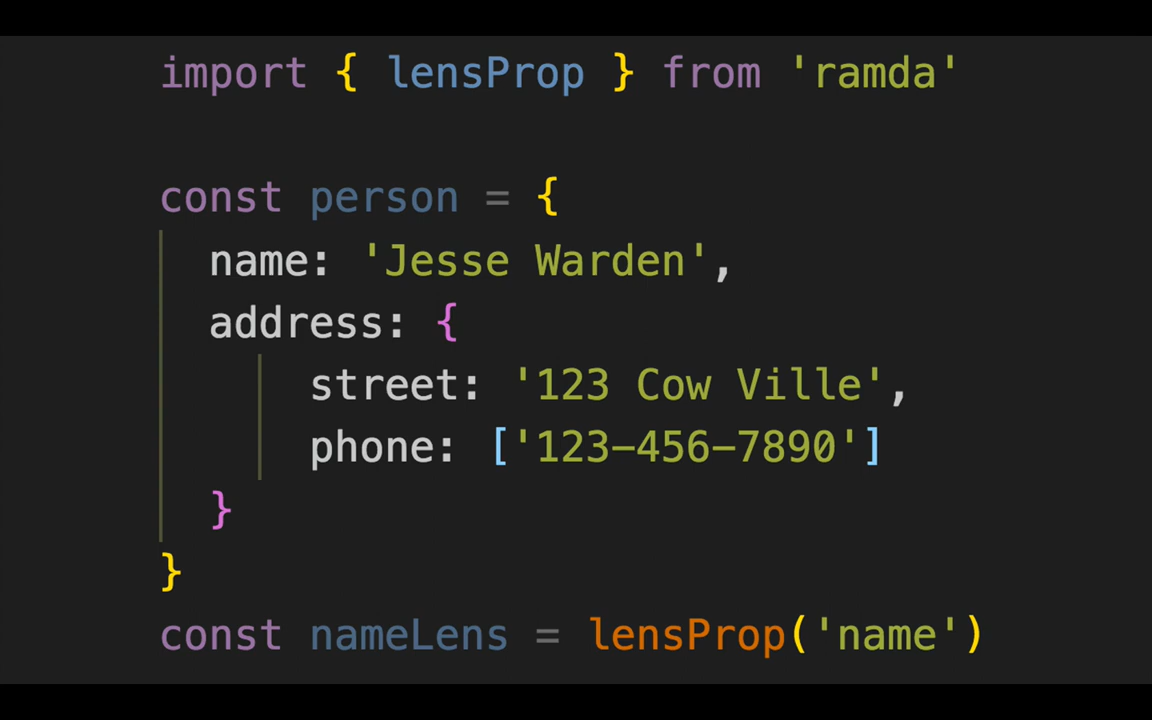 import { lensProp } from 'ramda'
const person = {
name: 'Jesse Warden',
address: {
street: '123 Cow Ville',
phone: ['123-456-7890']
}
}
const nameLens = lensProp('name')